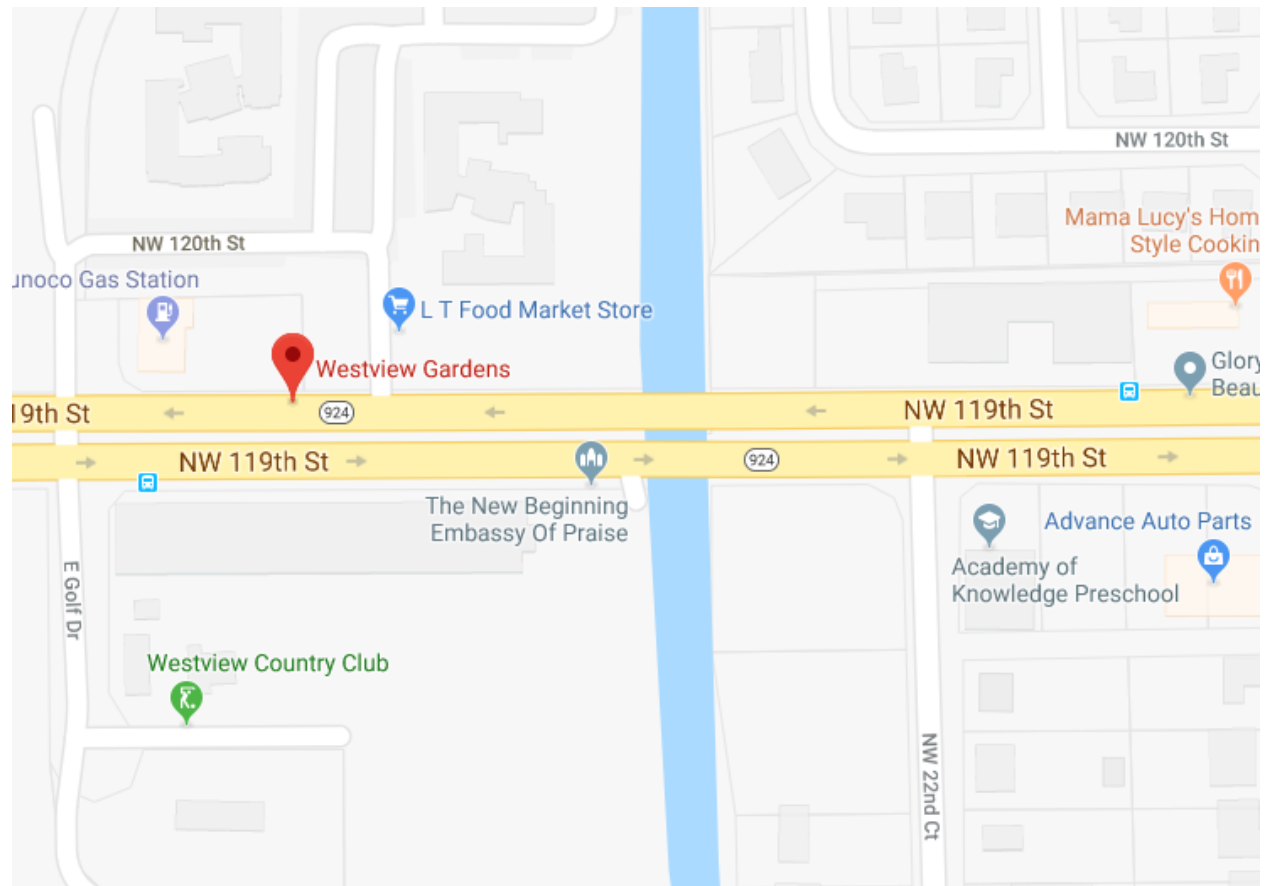 NW 120th St
NW 120th St
Mama Lucy's Hom
Style Cookin
unoco Gas Station
L T Food Market Store
Westview Gardens
Glory
Beau
19th St
924
NW 119th St
NW 119th St
924
NW 119th St
The New Beginning
Embassy Of Praise
Advance Auto Parts
Academy of
Knowledge Preschool
E Golf Dr
Westview Country Club
NW 22nd Ct